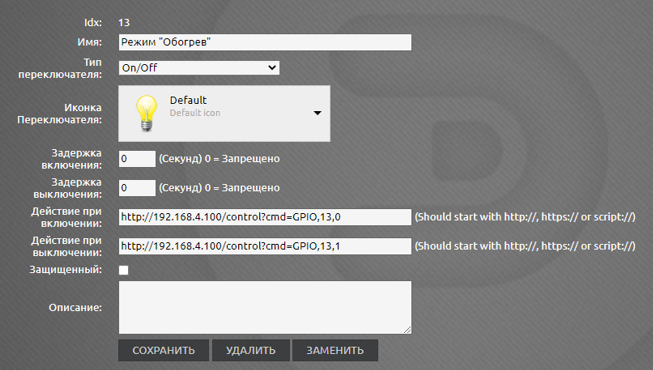 Idx: 13
Имя: Режим "Обогрев"
Тип переключателя: On/Off
Иконка Переключателя: Default
Default icon
Задержка включения: 0 (Секунд) 0 = Запрещено
Задержка выключения: 0 (Секунд) 0 = Запрещено
Действие при включении: http://192.168.4.100/control?cmd=GPIO,13,0 (Should start with http://, https:// or script://)
Действие при выключении: http://192.168.4.100/control?cmd=GPIO,13,1 (Should start with http://, https:// or script://)
Защищенный:
Описание:
СОХРАНИТЬ УДАЛИТЬ ЗАМЕНИТЬ